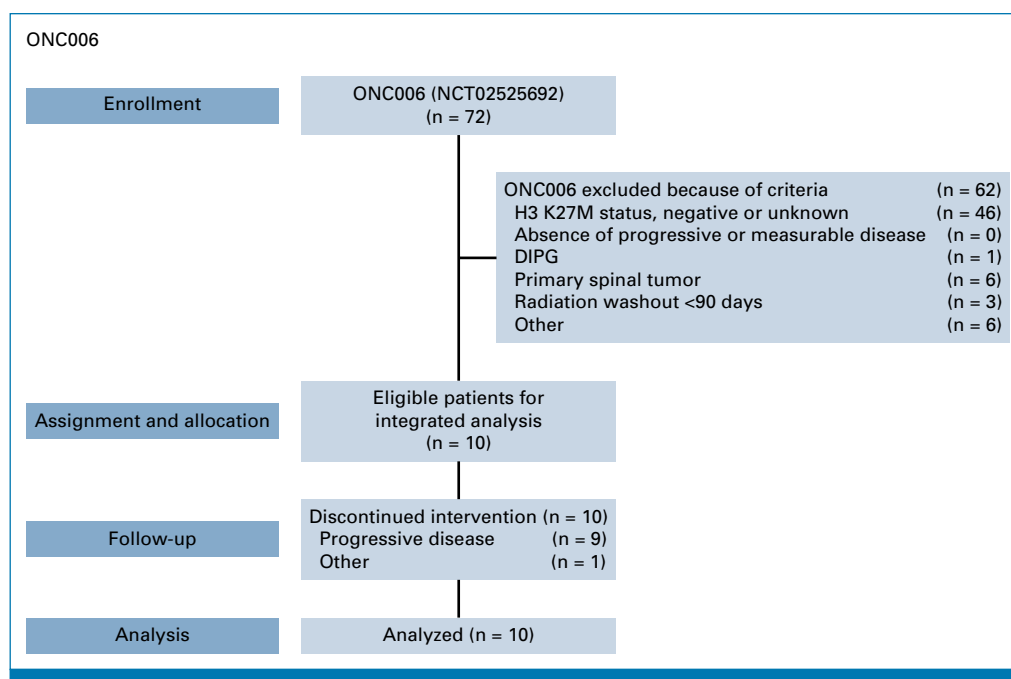 ONC006
Enrollment
ONC006 (NCT02525692)
(n = 72)
ONC006 excluded because of criteria (n = 62)
H3 K27M status, negative or unknown (n = 46)
Absence of progressive or measurable disease (n = 0)
DIPG (n = 1)
Primary spinal tumor (n = 6)
Radiation washout <90 days (n = 3)
Other (n = 6)
Assignment and allocation
Eligible patients for
integrated analysis
(n = 10)
Follow-up
Discontinued intervention (n = 10)
Progressive disease (n = 9)
Other (n = 1)
Analysis
Analyzed (n = 10)